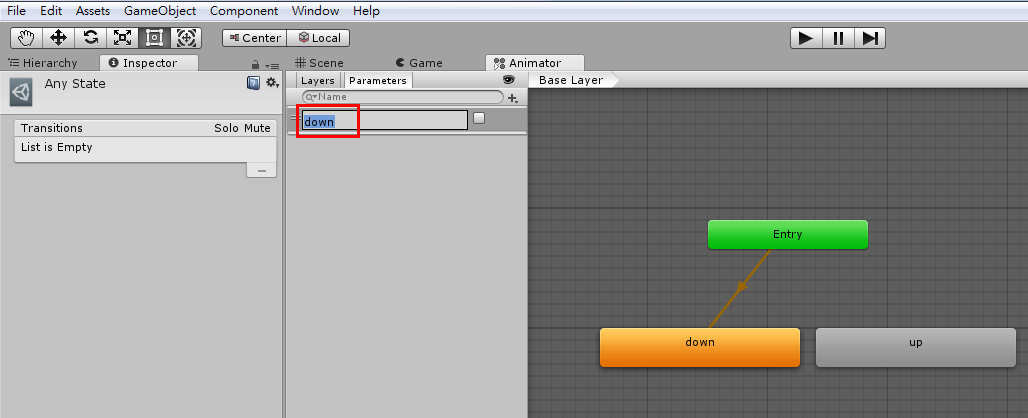 File Edit Assets GameObject Component Window Help
Center Local
Hierarchy Inspector Scene Game Animator
Any State
Layers Parameters Base Layer
Name
Transitions Solo Mute
down
List is Empty
Entry
down up